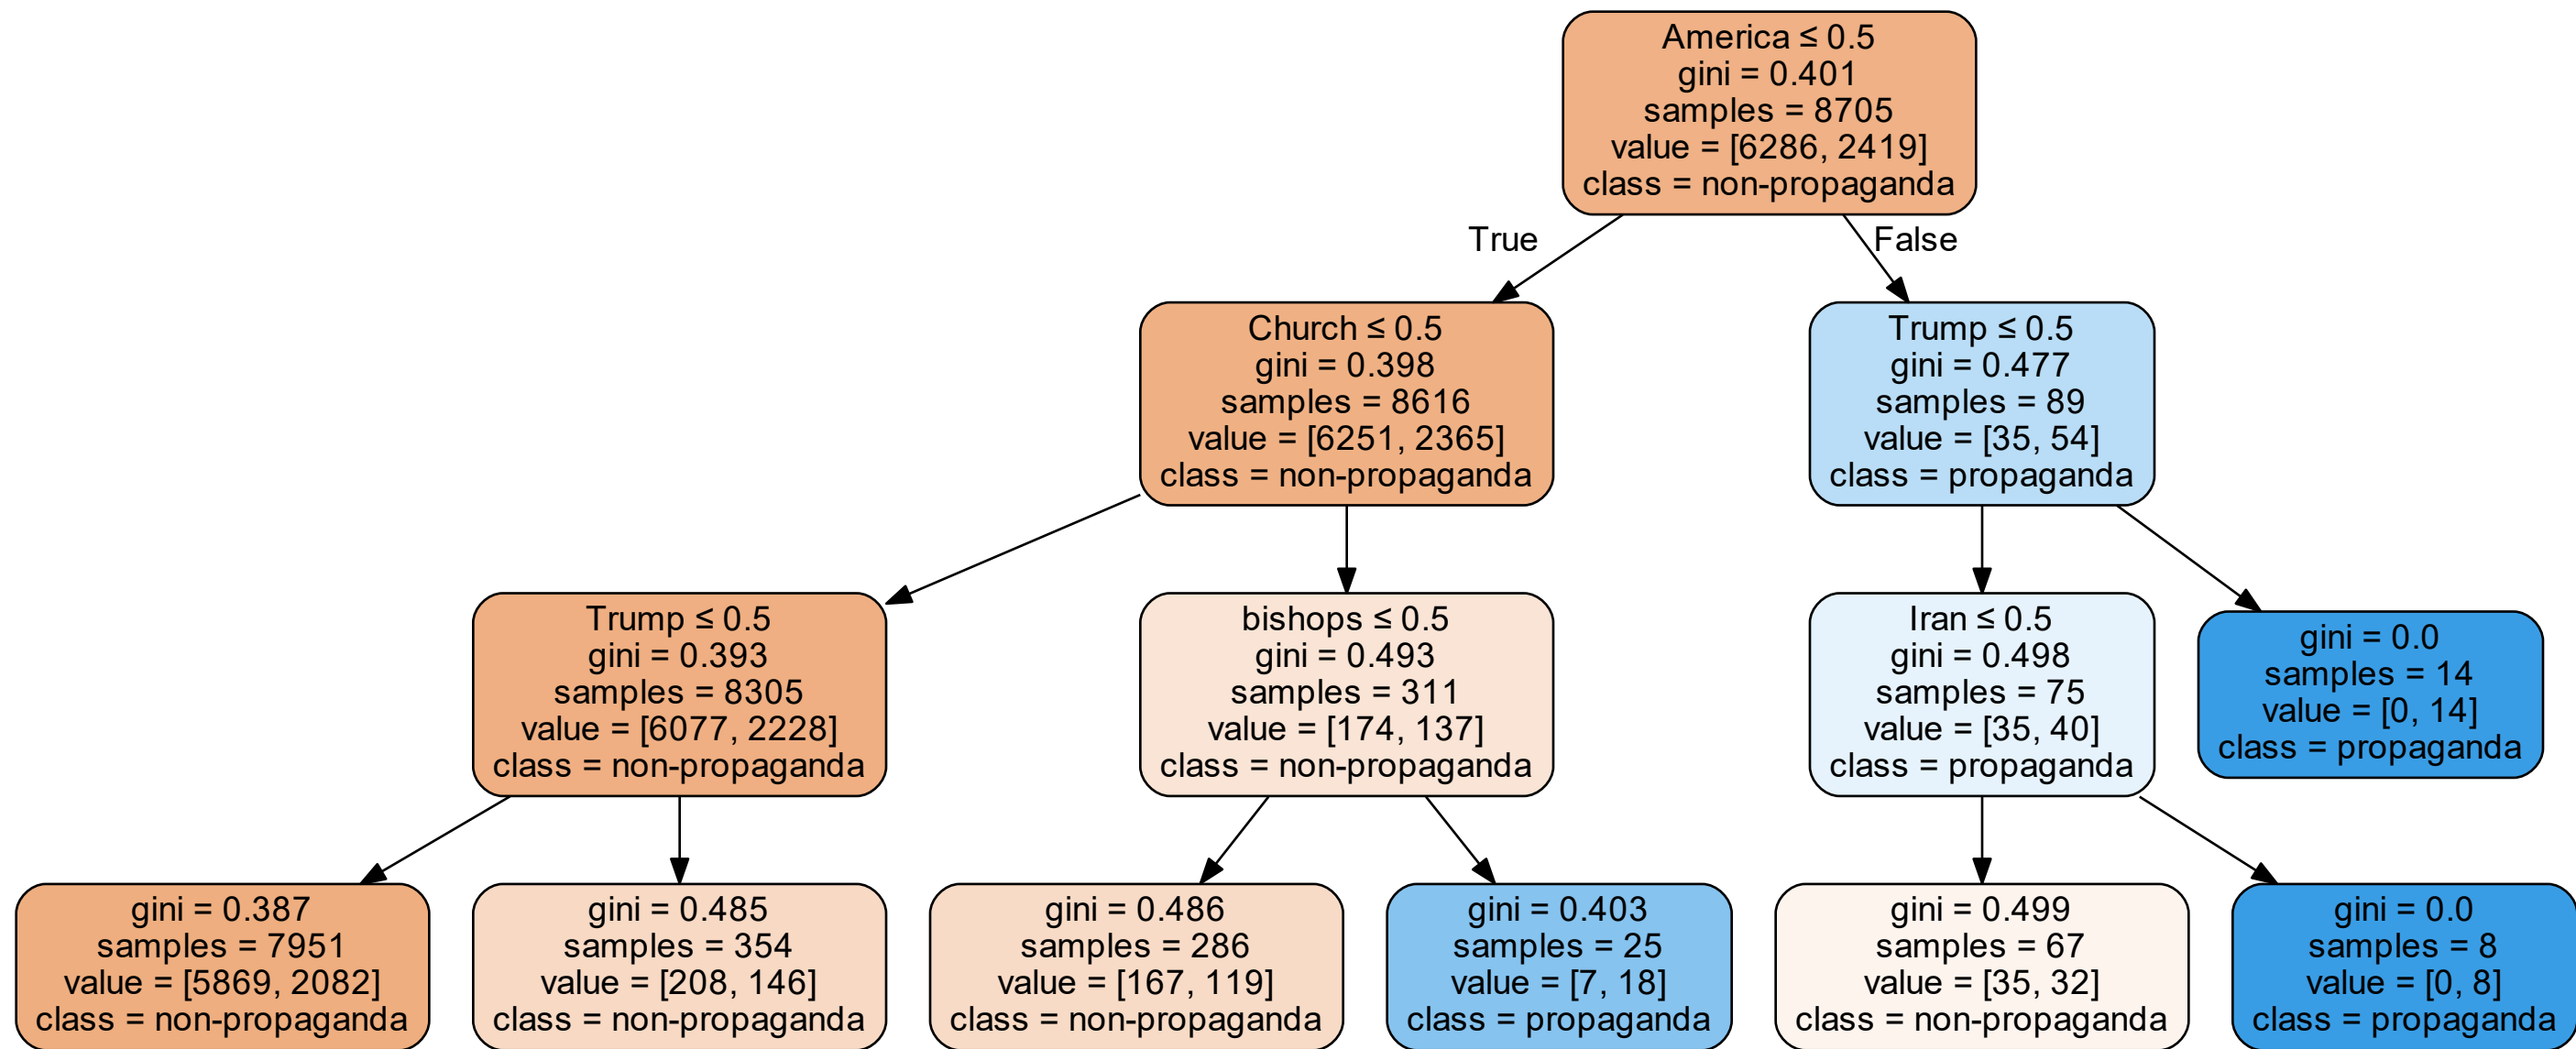 America ≤ 0.5
gini = 0.401
samples = 8705
value = [6286, 2419]
class = non-propaganda
True
False
Church ≤ 0.5
gini = 0.398
samples = 8616
value = [6251, 2365]
class = non-propaganda
Trump ≤ 0.5
gini = 0.477
samples = 89
value = [35, 54]
class = propaganda
Trump ≤ 0.5
gini = 0.393
samples = 8305
value = [6077, 2228]
class = non-propaganda
bishops ≤ 0.5
gini = 0.493
samples = 311
value = [174, 137]
class = non-propaganda
Iran ≤ 0.5
gini = 0.498
samples = 75
value = [35, 40]
class = propaganda
gini = 0.0
samples = 14
value = [0, 14]
class = propaganda
gini = 0.387
samples = 7951
value = [5869, 2082]
class = non-propaganda
gini = 0.485
samples = 354
value = [208, 146]
class = non-propaganda
gini = 0.486
samples = 286
value = [167, 119]
class = non-propaganda
gini = 0.403
samples = 25
value = [7, 18]
class = propaganda
gini = 0.499
samples = 67
value = [35, 32]
class = non-propaganda
gini = 0.0
samples = 8
value = [0, 8]
class = propaganda